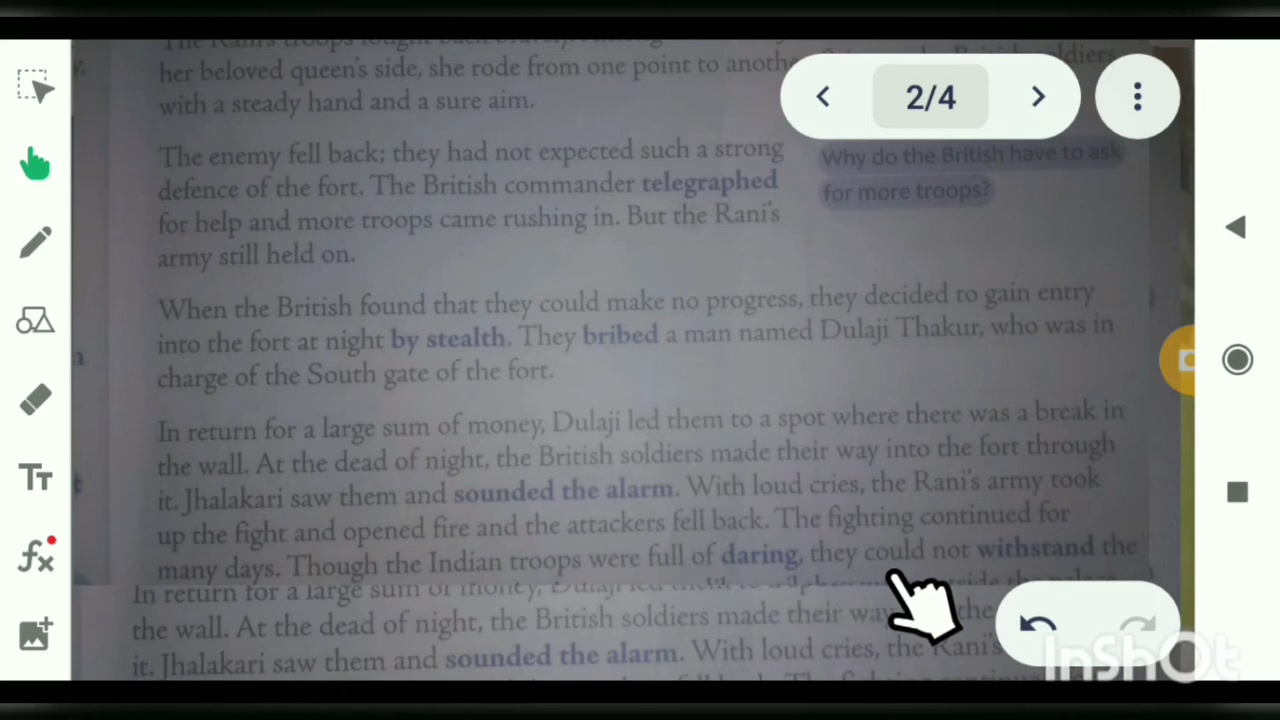 her beloved queen's side, she rode from one point to
with a steady hand and a sure aim.
2/4
The enemy fell back; they had not expected such a strong
defence of the fort. The British commander telegraphed
for help and more troops came rushing in. But the Rani's
army still held on.
Why do the British have to ask
for more troops?
When the British found that they could make no progress, they decided to gain entry
into the fort at night by stealth. They bribed a man named Dulaji Thakur, who was in
charge of the South gate of the fort.
In return for a large sum of money, Dulaji led them to a spot where there was a break in
the wall. At the dead of night, the British soldiers made their way into the fort through
it. Jhalakari saw them and sounded the alarm. With loud cries, the Rani's army took
up the fight and opened fire and the attackers fell back. The fighting continued for
many days. Though the Indian troops were full of daring, they could not withstand the
In return for a large sum of money,
the wall. At the dead of night, the British soldiers made their way the
it. Jhalakari saw them and sounded the alarm. With loud cries, the Rani's
Tт
fx
InShOt